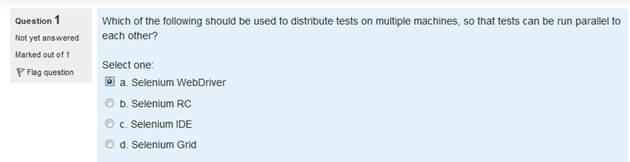 Question 1
Not yet answered
Marked out of 1
Flag question
Which of the following should be used to distribute tests on multiple machines, so that tests can be run parallel to
each other?
Select one:
a. Selenium WebDriver
b. Selenium RC
c. Selenium IDE
d. Selenium Grid